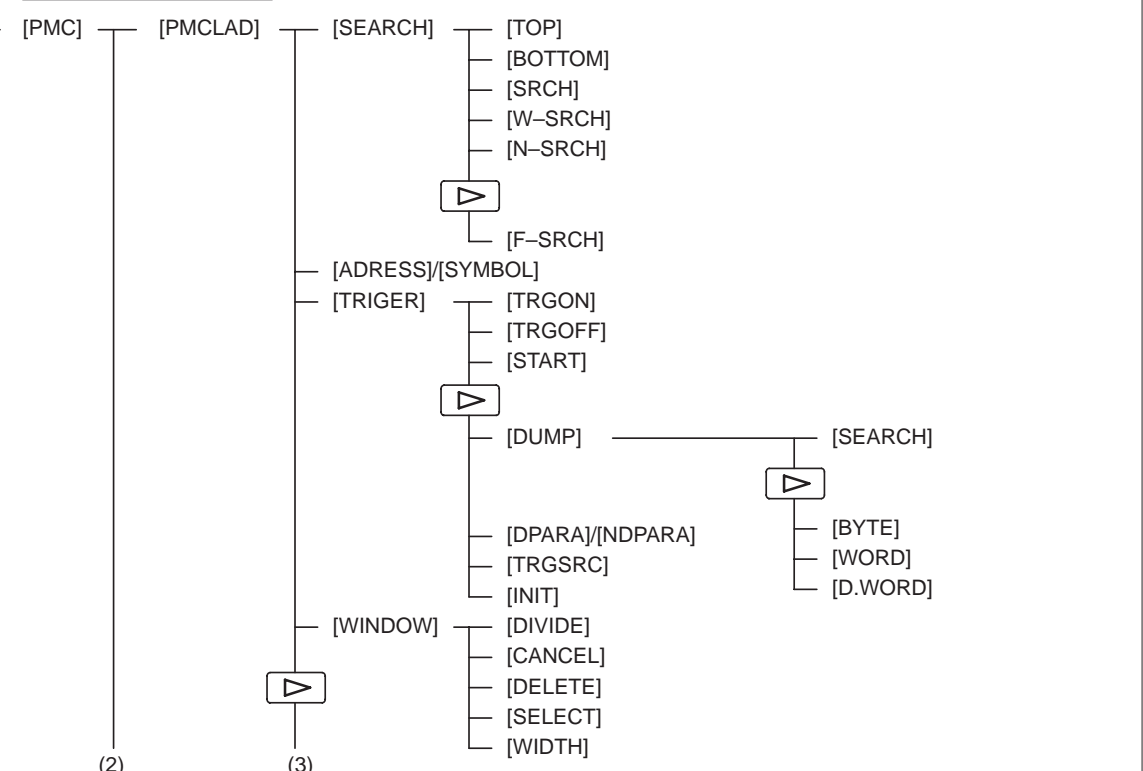 [PMC] [PMCLAD] [SEARCH] [TOP]
[BOTTOM]
[SRCH]
[W–SRCH]
[N–SRCH]
[F–SRCH]
[ADRESS]/[SYMBOL]
[TRIGER] [TRGON]
[TRGOFF]
[START]
[DUMP] [SEARCH]
[BYTE]
[DPARA]/[NDPARA]
[WORD]
[TRGSRC]
[D.WORD]
[INIT]
[WINDOW] [DIVIDE]
[CANCEL]
[DELETE]
[SELECT]
[WIDTH]
(2) (3)